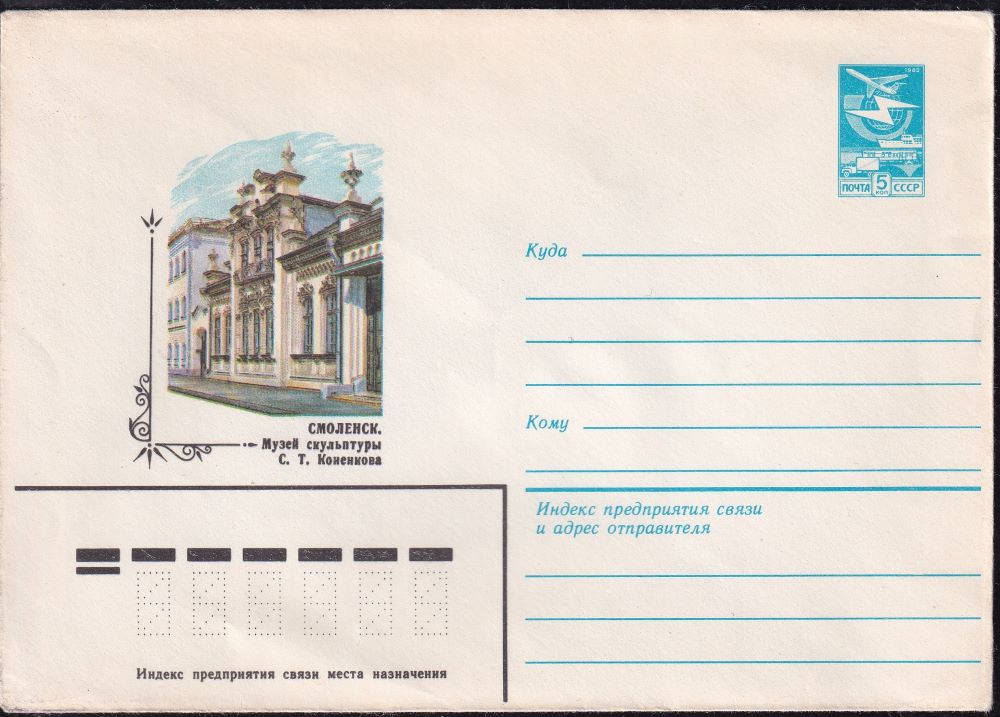 1982
ПОЧТА 5 КОП СССР
Куда
СМОЛЕНСК.
Музей скульптуры
С. Т. Коненкова
Кому
Индекс предприятия связи
и адрес отправителя
Индекс предприятия связи места назначения